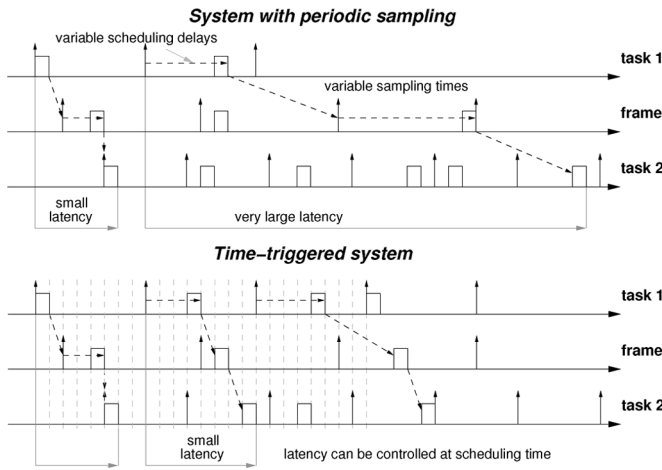 System with periodic sampling
variable scheduling delays
task 1
variable sampling times
frame
task 2
small
latency
very large latency
Time−triggered system
task 1
frame
task 2
small
latency
latency can be controlled at scheduling time